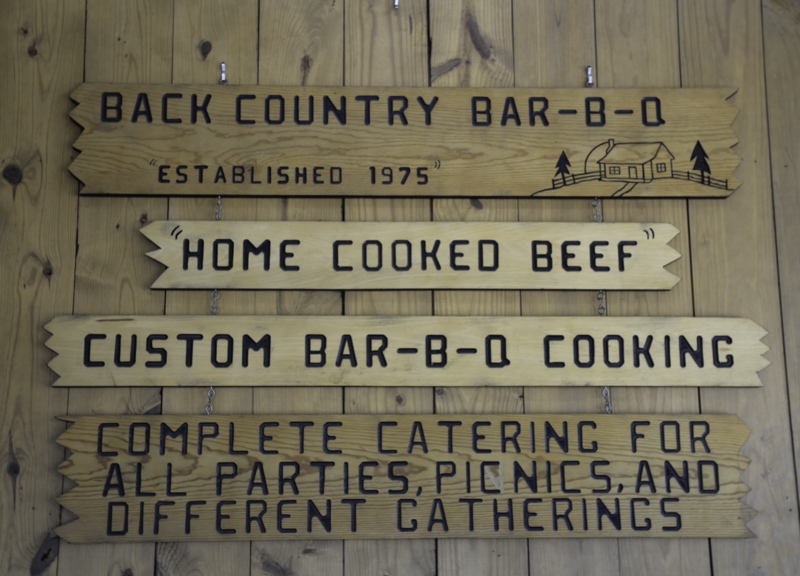 BACK COUNTRY BAR-B-Q
"ESTABLISHED 1975"
"HOME COOKED BEEF"
CUSTOM BAR-B-Q COOKING
COMPLETE CATERING FOR
ALL PARTIES, PICNICS, AND
DIFFERENT GATHERINGS